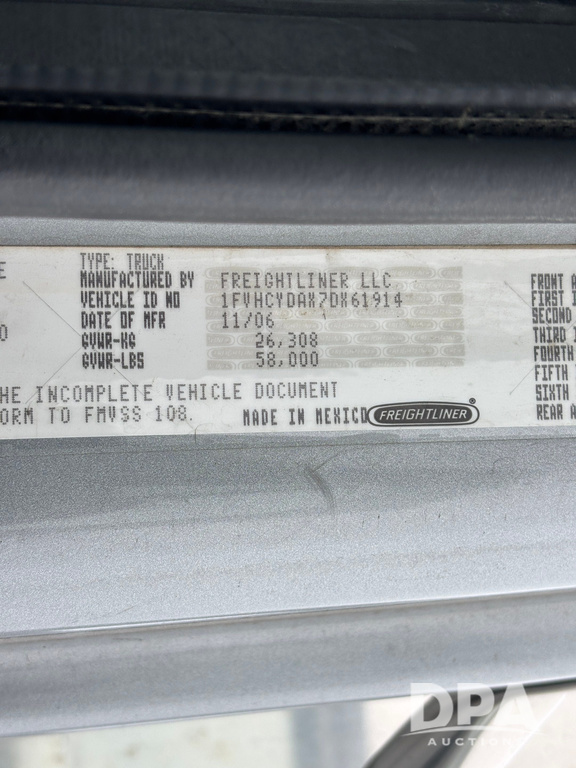 TYPE: TRUCK
MANUFACTURED BY FREIGHTLINER LLC
VEHICLE ID NO 1FVHCYDAX7DX61914
DATE OF MFR 11/06
GVWR-KG 26,308
GVWR-LBS 58,000
HE INCOMPLETE VEHICLE DOCUMENT
ORM TO FMVSS 108.
MADE IN MEXICO FREIGHTLINER
FRONT A
FIRST I
SECOND
THIRD I
FOURTH
FIFTH
SIXTH
REAR A
DPA
AUCTIONS